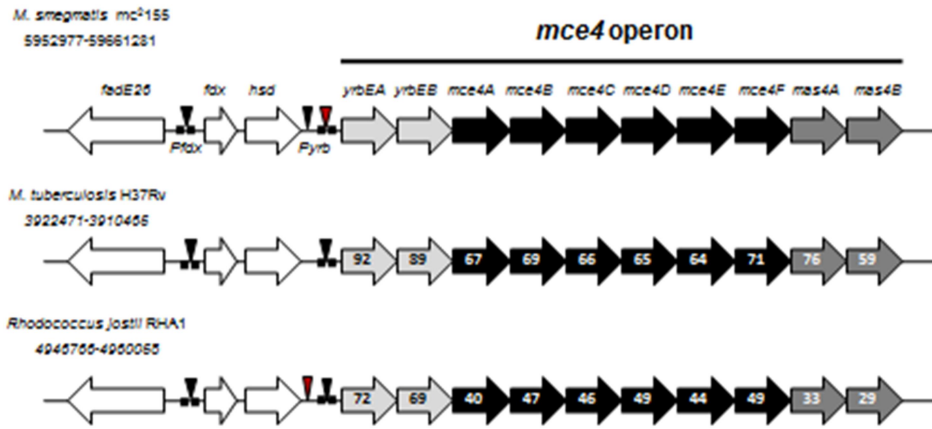 M. smegmatis mc²155
5952977-59661281
mce4 operon
fadE26 fdx hsd yrbEA yrbEB mce4A mce4B mce4C mce4D mce4E mce4F mas4A mas4B
Pfdx Pyrb
M. tuberculosis H37Rv
3922471-3910465
92 89 67 69 66 65 64 71 76 59
Rhodococcus jostii RHA1
4946766-4960055
72 69 40 47 46 49 44 49 33 29